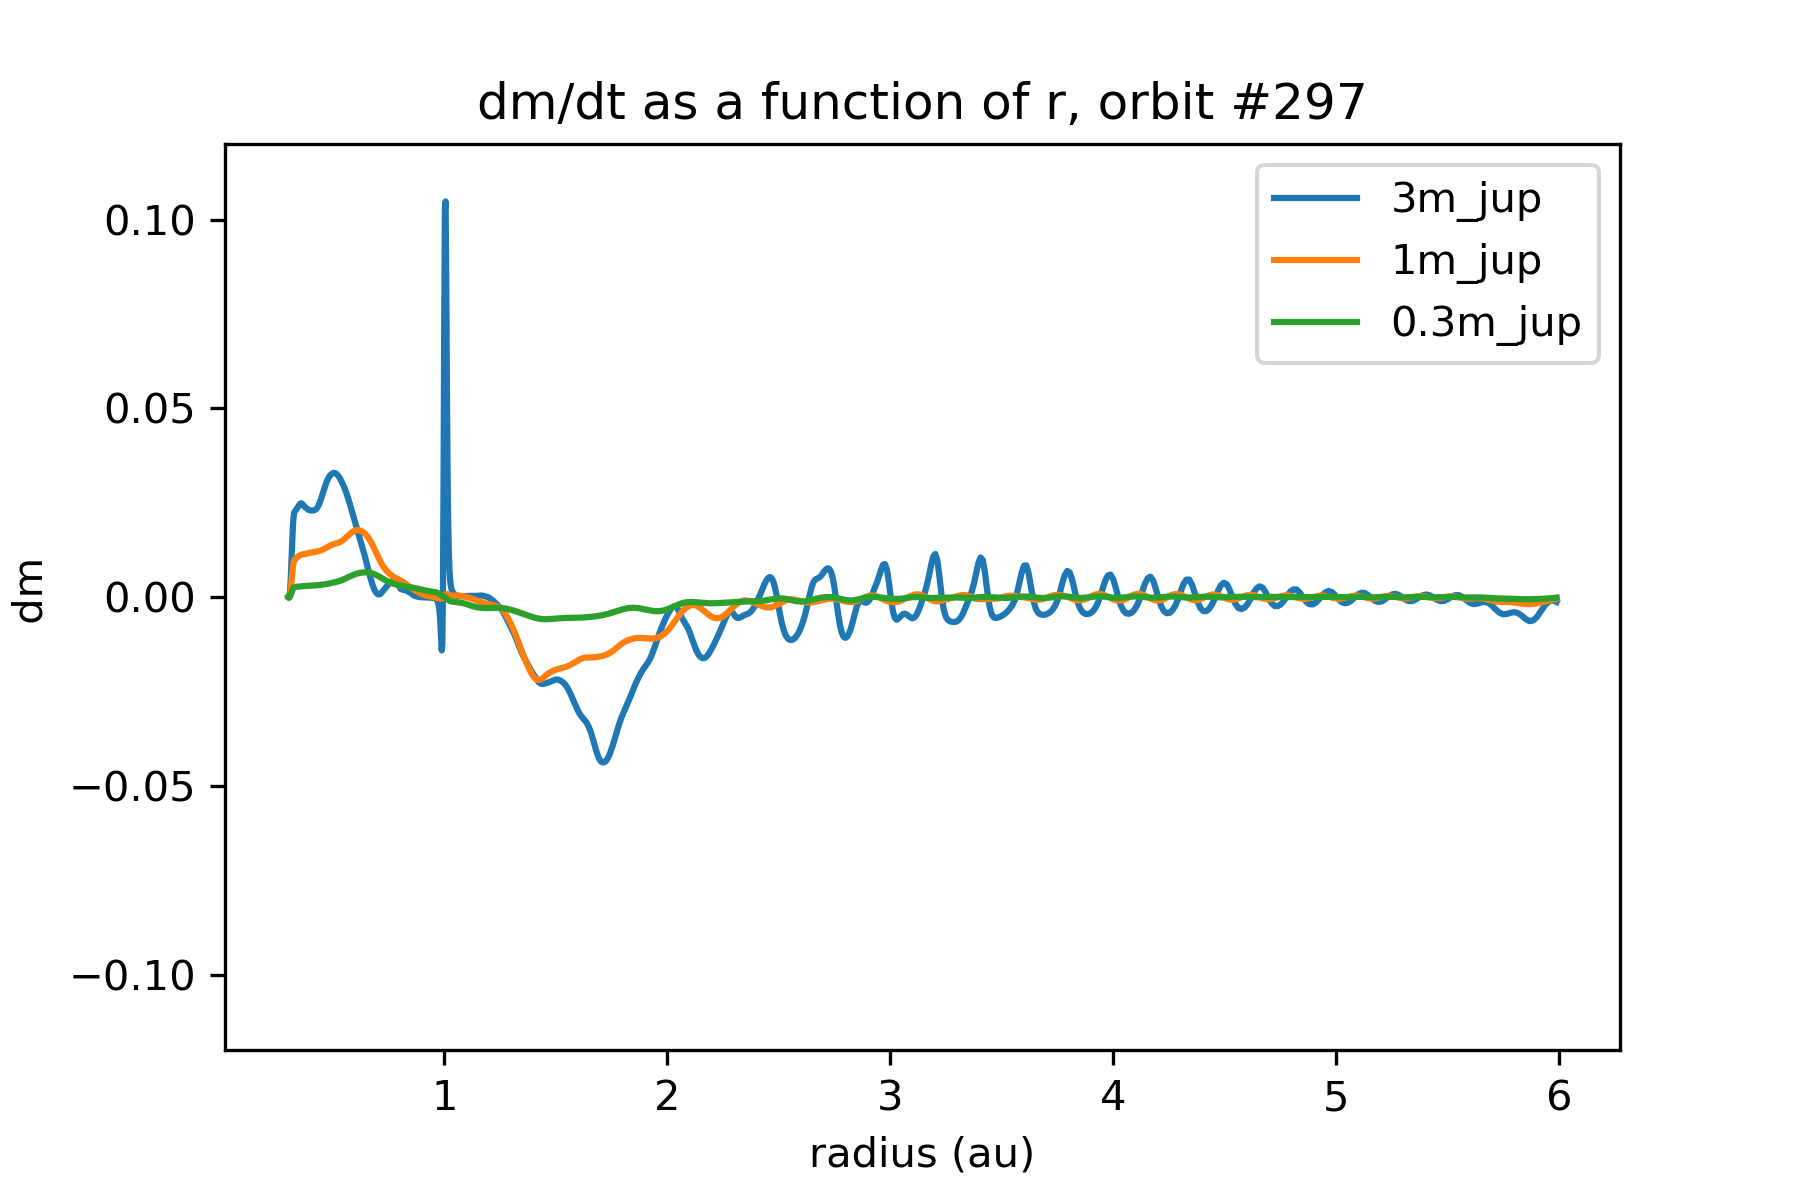 dm/dt as a function of r, orbit #297
3m_jup
1m_jup
0.3m_jup
0.10
0.05
0.00
−0.05
−0.10
dm
1 2 3 4 5 6
radius (au)